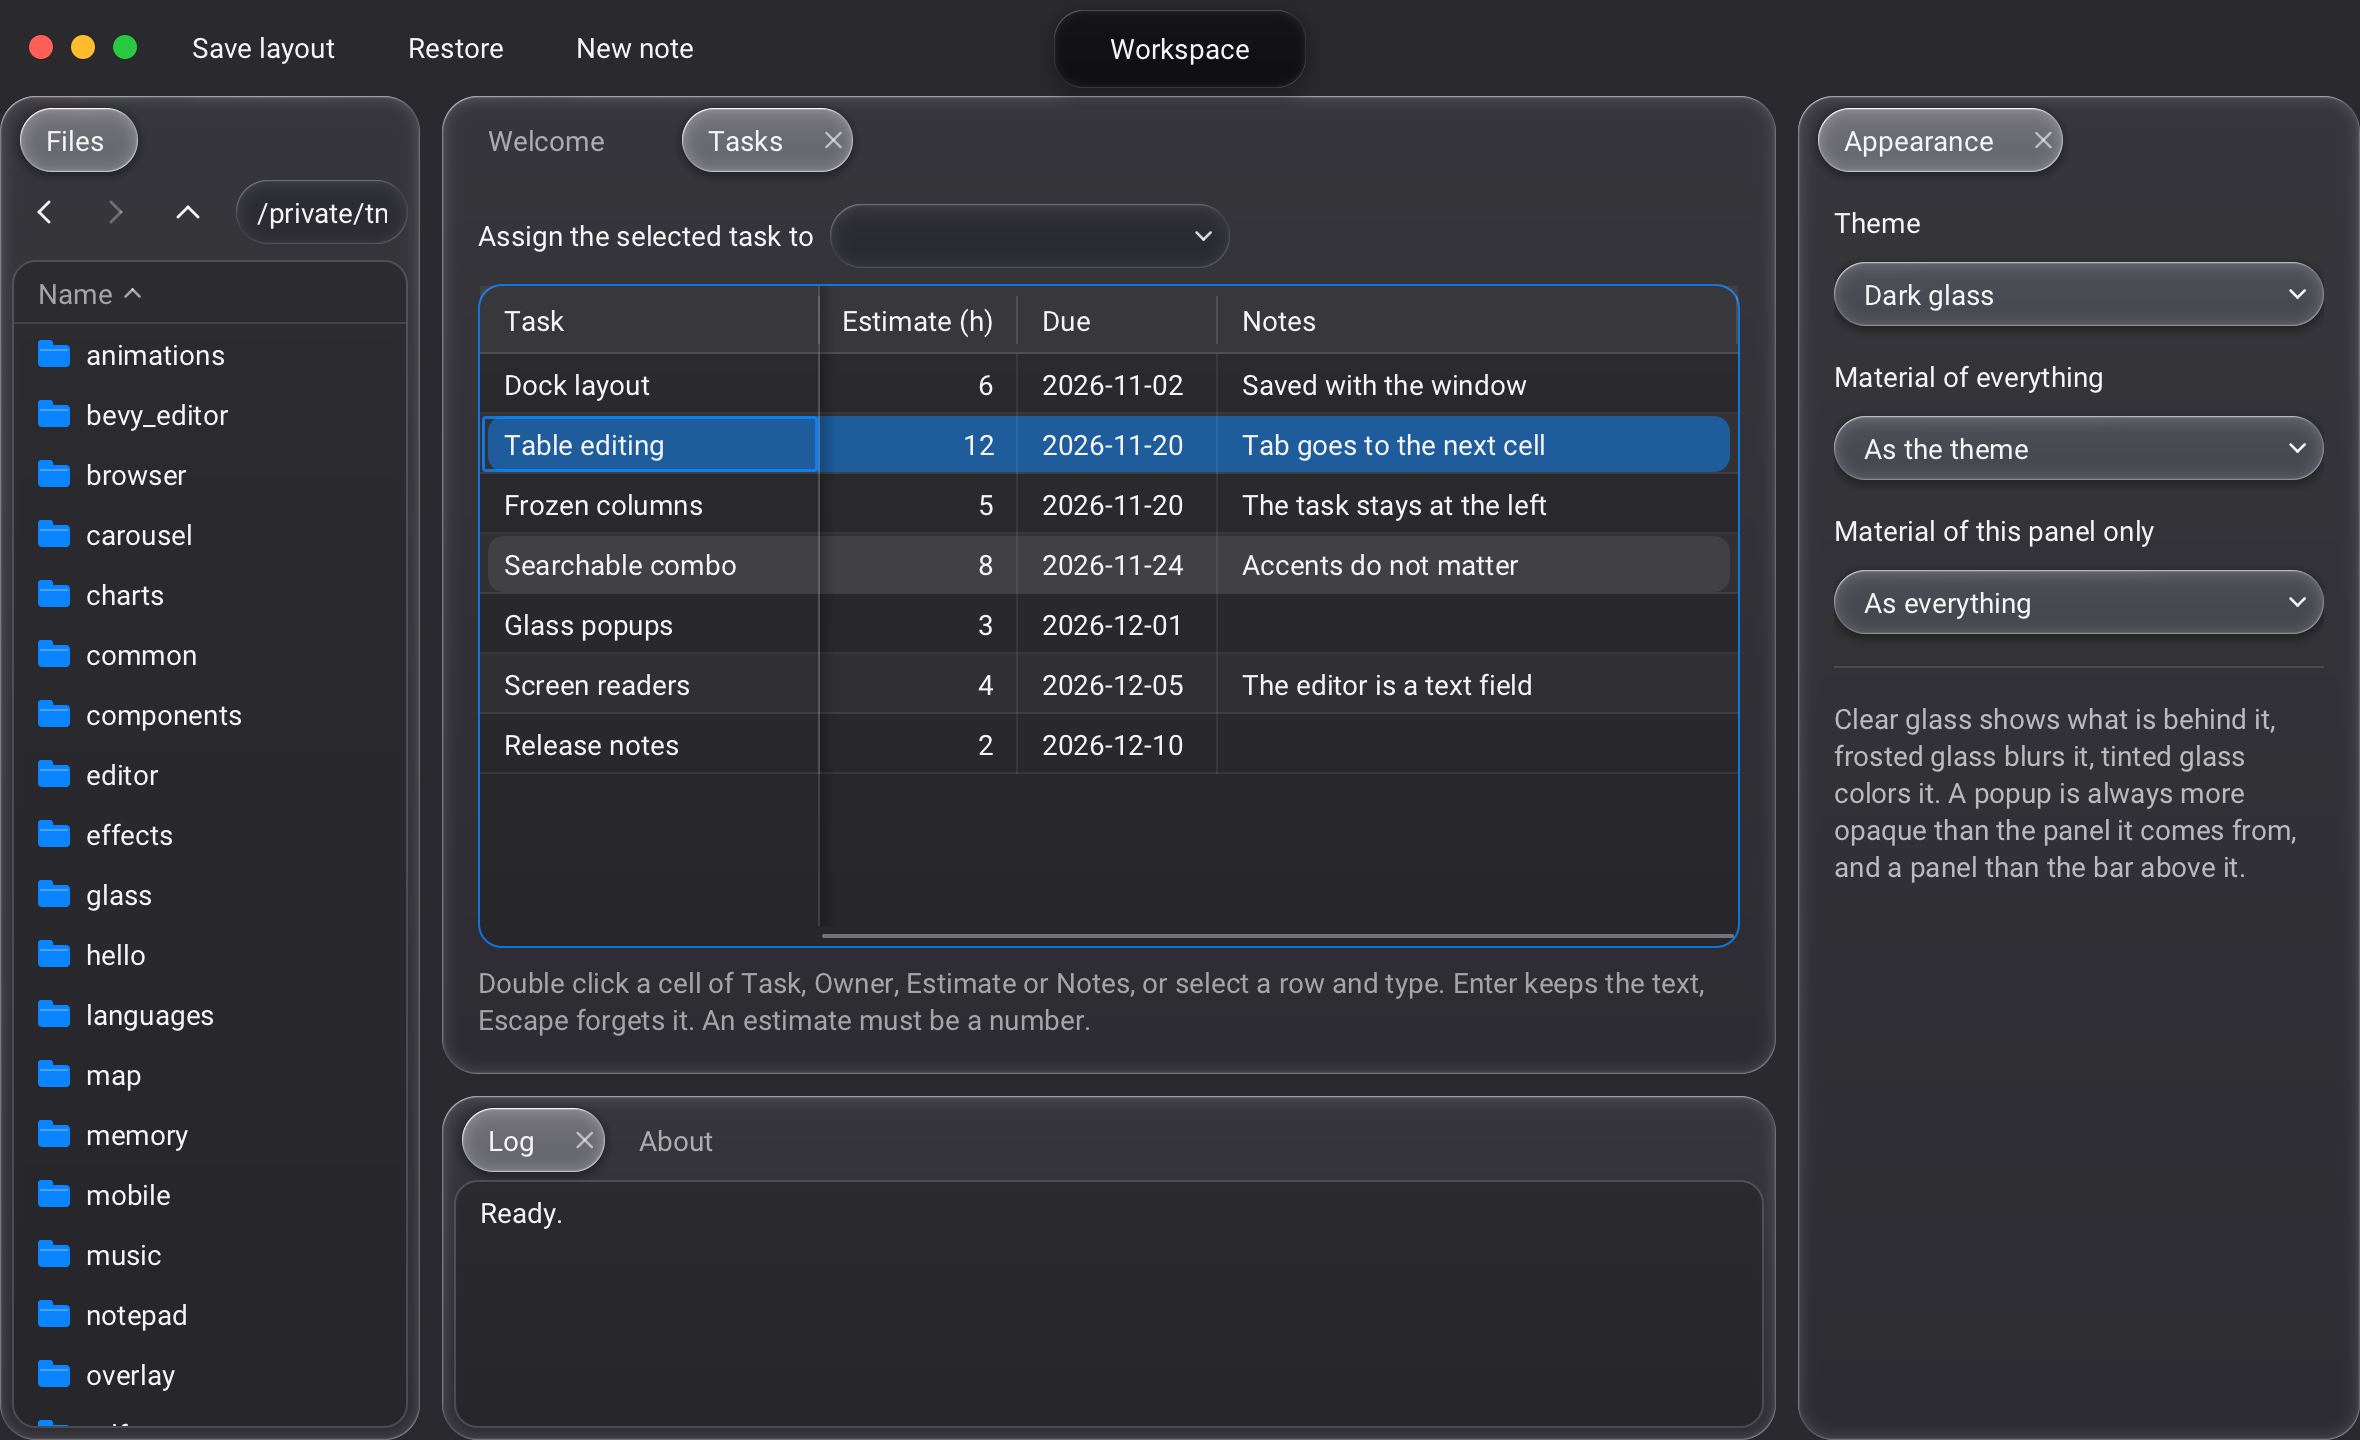 Save layout
Restore
New note
Workspace
Files
/private/tn
Name
animations
bevy_editor
browser
carousel
charts
common
components
editor
effects
glass
hello
languages
map
memory
mobile
music
notepad
overlay
Welcome
Tasks
Assign the selected task to
Task Estimate (h) Due Notes
Dock layout 6 2026-11-02 Saved with the window
Table editing 12 2026-11-20 Tab goes to the next cell
Frozen columns 5 2026-11-20 The task stays at the left
Searchable combo 8 2026-11-24 Accents do not matter
Glass popups 3 2026-12-01
Screen readers 4 2026-12-05 The editor is a text field
Release notes 2 2026-12-10
Double click a cell of Task, Owner, Estimate or Notes, or select a row and type. Enter keeps the text,
Escape forgets it. An estimate must be a number.
Log
About
Ready.
Appearance
Theme
Dark glass
Material of everything
As the theme
Material of this panel only
As everything
Clear glass shows what is behind it,
frosted glass blurs it, tinted glass
colors it. A popup is always more
opaque than the panel it comes from,
and a panel than the bar above it.